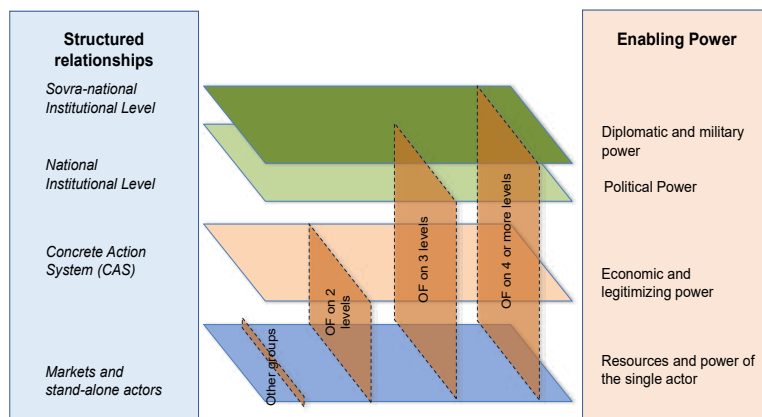 Structured
relationships
Sovra-national
Institutional Level
National
Institutional Level
Concrete Action
System (CAS)
Markets and
stand-alone actors
Other groups
OF on 2
levels
OF on 3 levels
OF on 4 or more levels
Enabling Power
Diplomatic and military
power
Political Power
Economic and
legitimizing power
Resources and power of
the single actor